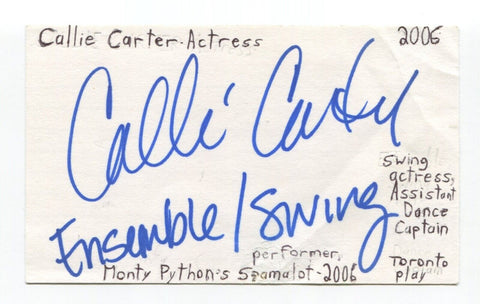 Callie Carter-Actress 2006
Calli Carter
Ensemble/Swing
Swing
actress,
Assistant
Dance
Captain
performer,
Monty Python's Spamalot-2006
Toronto
play